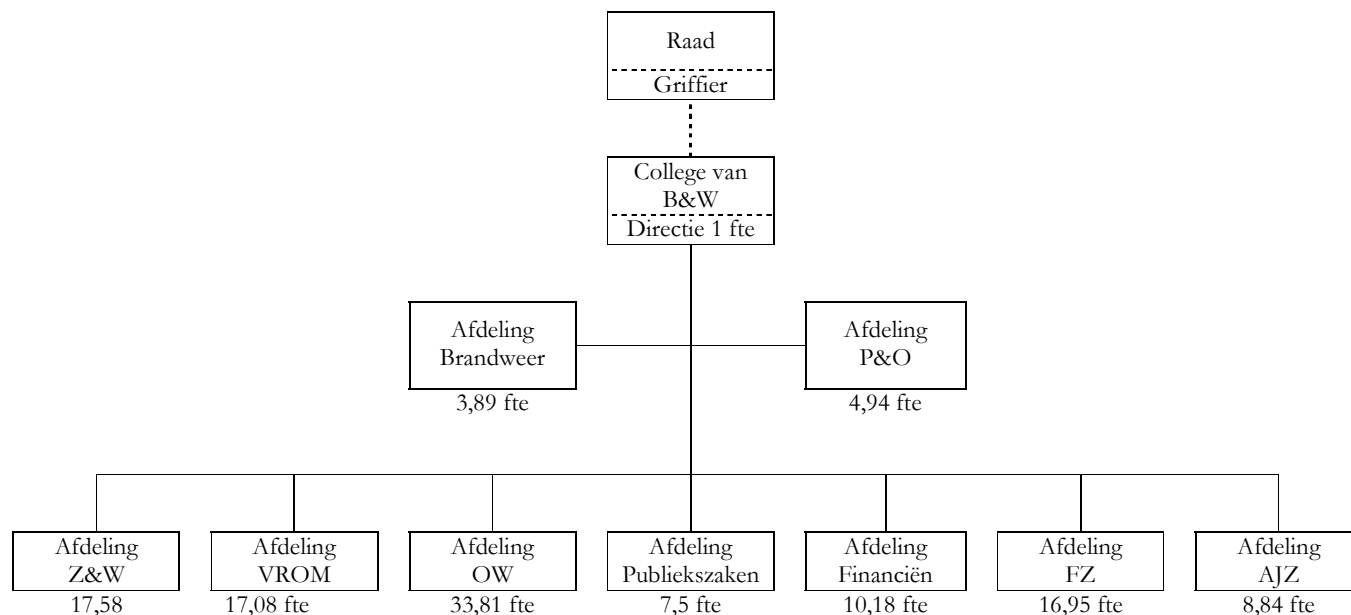 Raad
Griffier
College van
B&W
Directie 1 fte
Afdeling
Brandweer
3,89 fte
Afdeling
P&O
4,94 fte
Afdeling
Z&W
17,58
Afdeling
VROM
17,08 fte
Afdeling
OW
33,81 fte
Afdeling
Publiekszaken
7,5 fte
Afdeling
Financiën
10,18 fte
Afdeling
FZ
16,95 fte
Afdeling
AJZ
8,84 fte